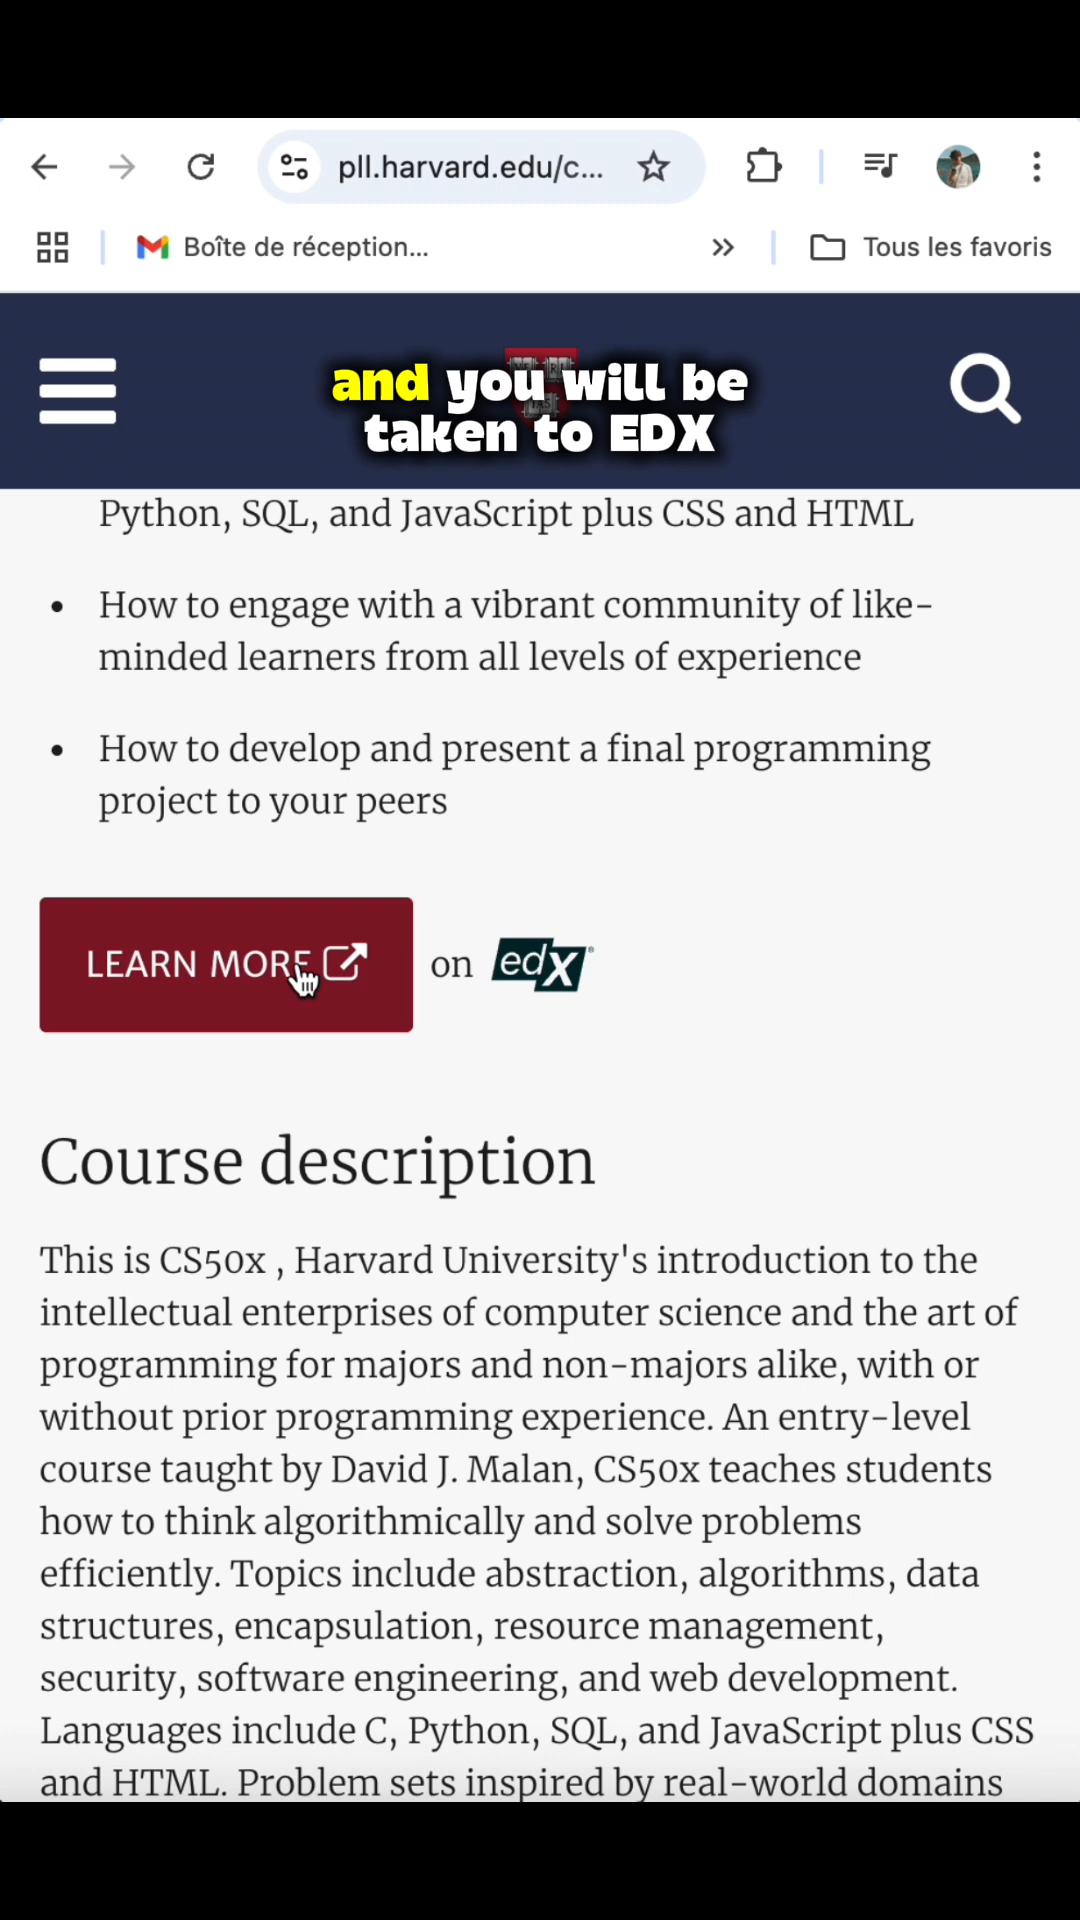 pll.harvard.edu/c...
Boîte de réception...
Tous les favoris
and you will be
taken to EDX
Python, SQL, and JavaScript plus CSS and HTML
• How to engage with a vibrant community of like-
minded learners from all levels of experience
• How to develop and present a final programming
project to your peers
LEARN MORE on edX
Course description
This is CS50x , Harvard University's introduction to the
intellectual enterprises of computer science and the art of
programming for majors and non-majors alike, with or
without prior programming experience. An entry-level
course taught by David J. Malan, CS50x teaches students
how to think algorithmically and solve problems
efficiently. Topics include abstraction, algorithms, data
structures, encapsulation, resource management,
security, software engineering, and web development.
Languages include C, Python, SQL, and JavaScript plus CSS
and HTML. Problem sets inspired by real-world domains